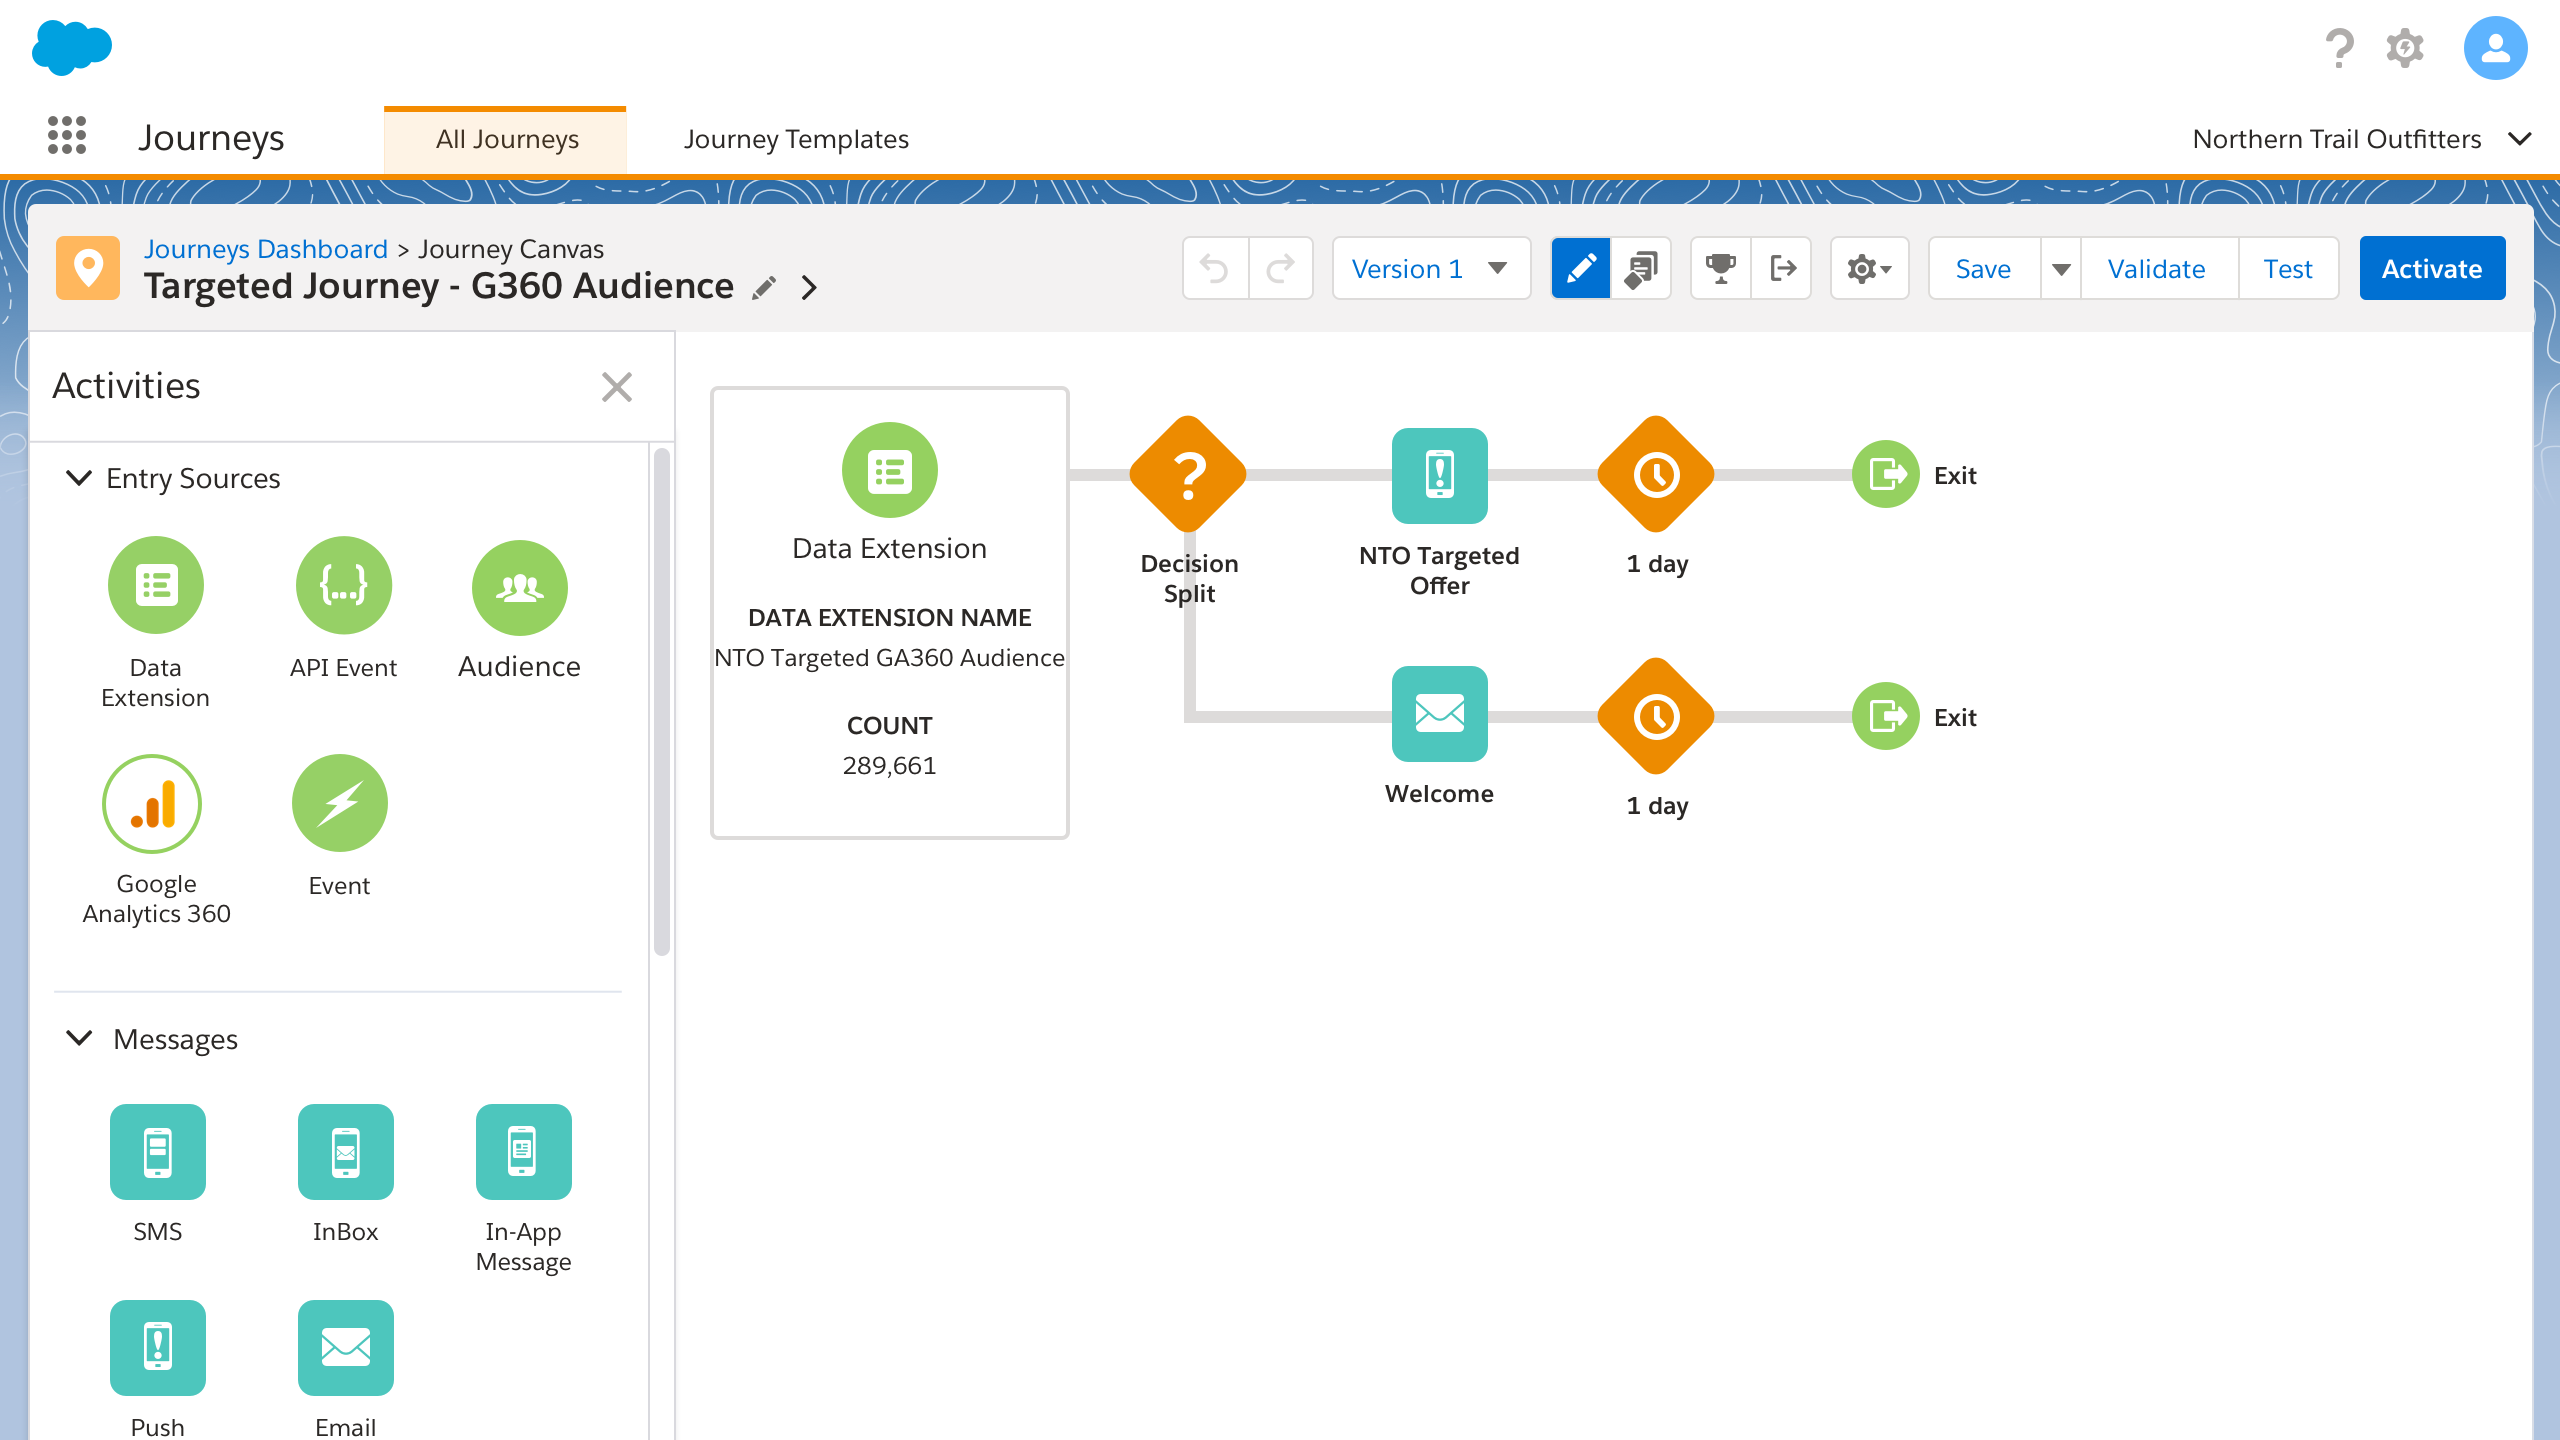 Journeys
All Journeys
Journey Templates
Northern Trail Outfitters
Journeys Dashboard > Journey Canvas
Targeted Journey - G360 Audience
Version 1
Save
Validate
Test
Activate
Activities
Entry Sources
Data
Extension
API Event
Audience
Google
Analytics 360
Event
Messages
SMS
InBox
In-App
Message
Push
Email
Data Extension
DATA EXTENSION NAME
NTO Targeted GA360 Audience
COUNT
289,661
Decision
Split
NTO Targeted
Offer
1 day
Exit
Welcome
1 day
Exit